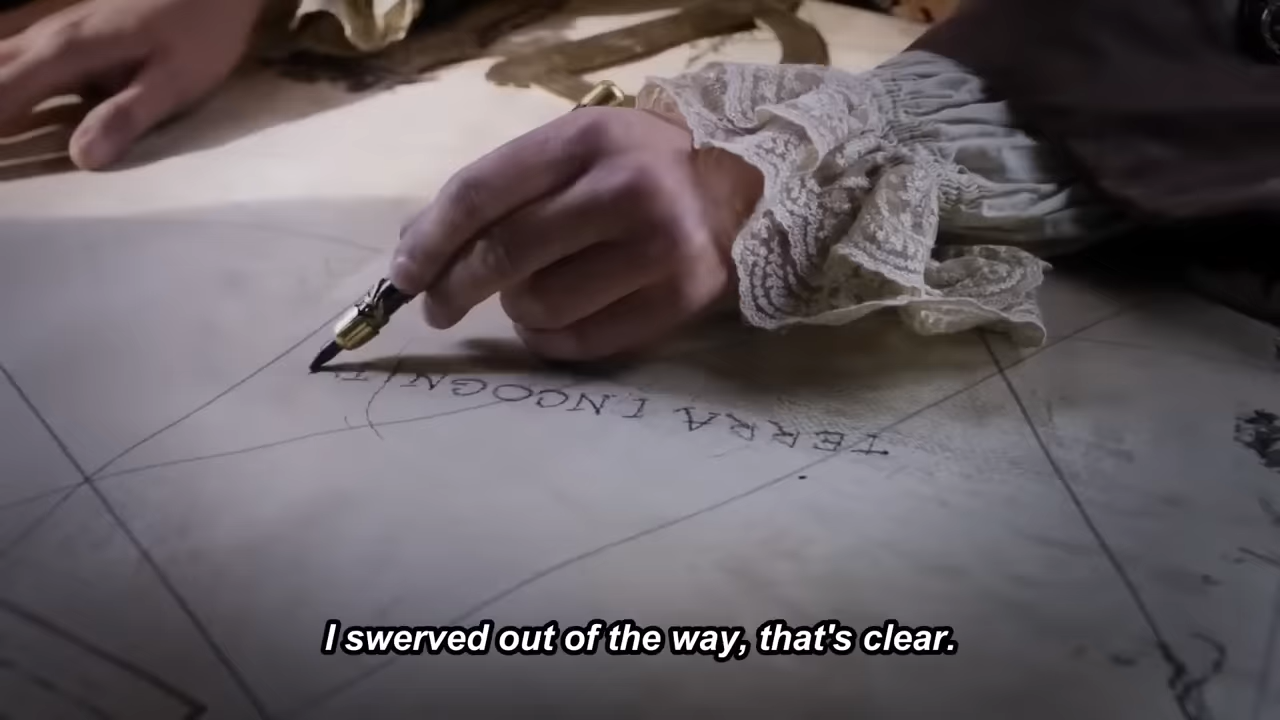 TERRA INCOGNIT
I swerved out of the way, that's clear.